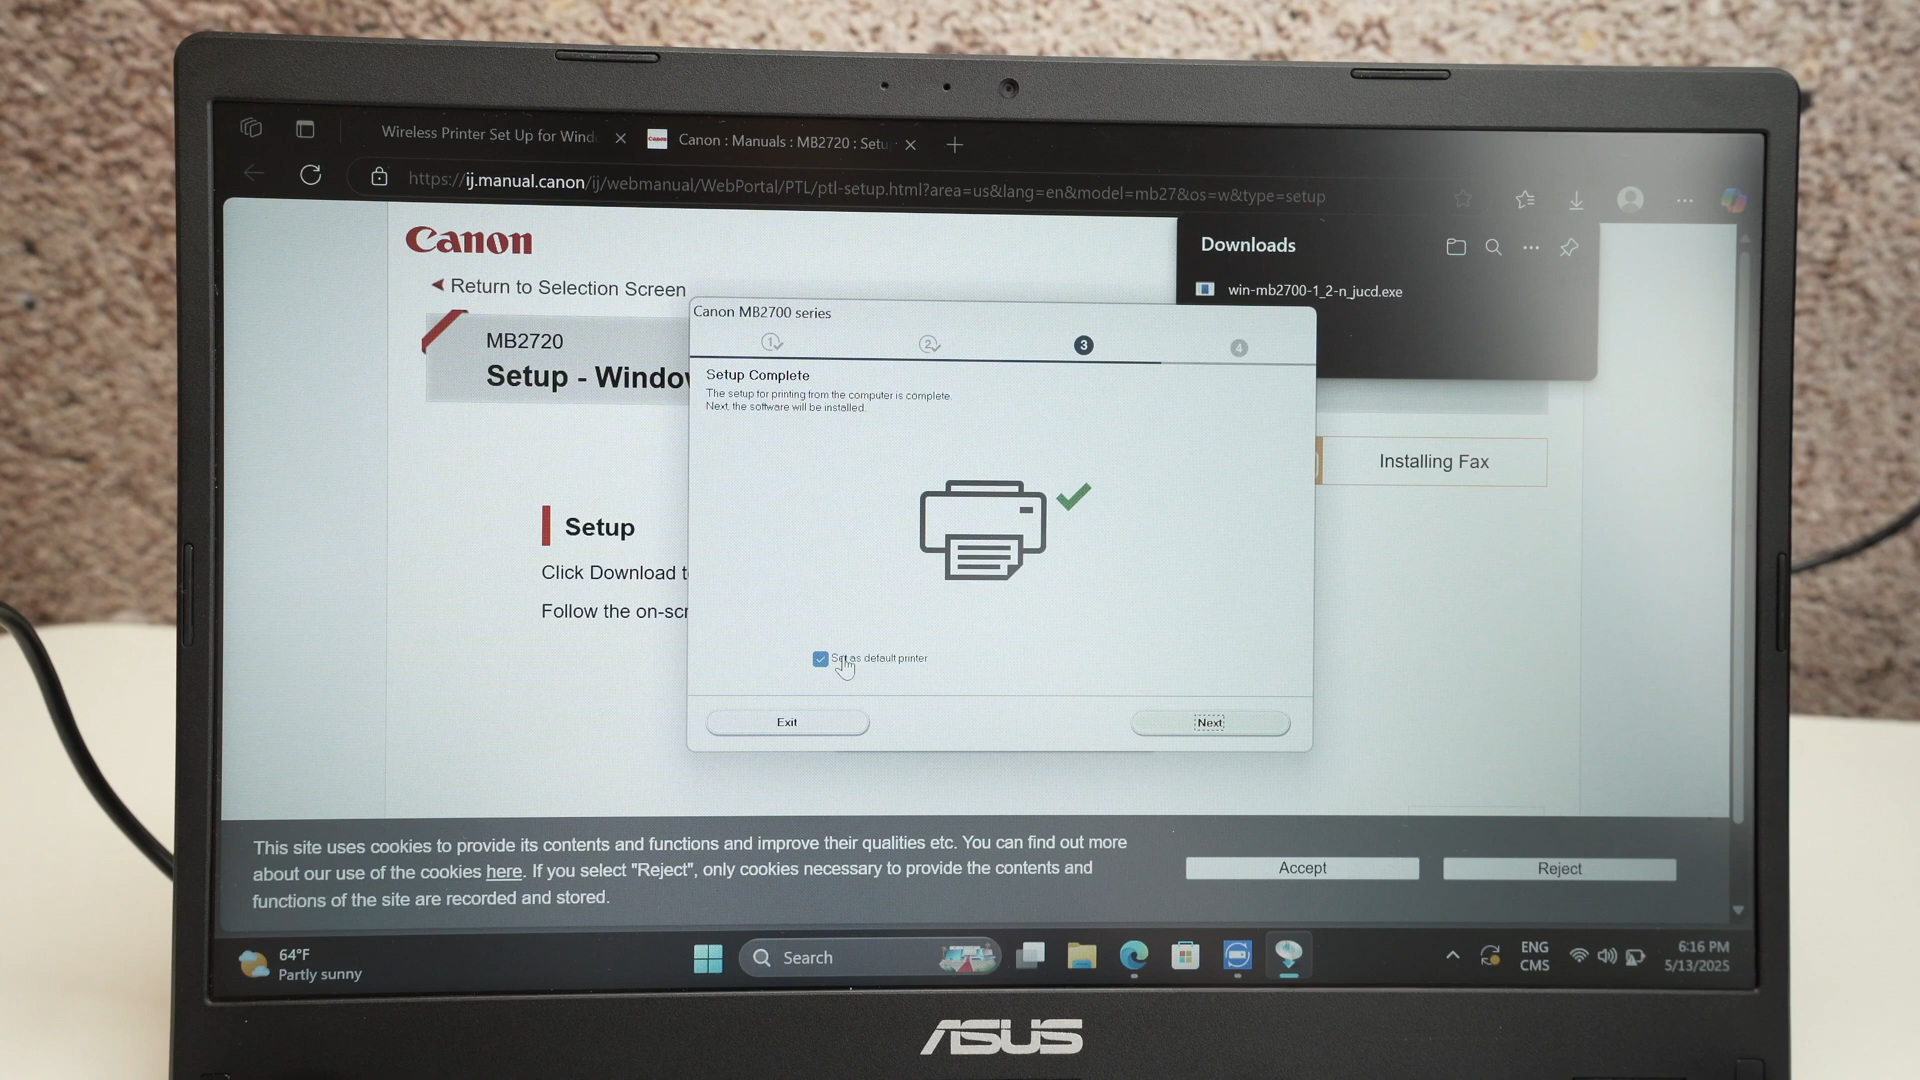 Wireless Printer Set Up for Wind
Canon : Manuals : MB2720 : Setu
https://ij.manual.canon/ij/webmanual/WebPortal/PTL/ptl-setup.html?area=us&lang=en&model=mb27&os=w&type=setup
Canon
Return to Selection Screen
MB2720
Setup - Window
Downloads
win-mb2700-1_2-n_jucd.exe
Canon MB2700 series
1
2
3
4
Setup Complete
The setup for printing from the computer is complete.
Next, the software will be installed.
Installing Fax
Setup
Click Download t
Follow the on-scr
Set as default printer
Exit
Next
This site uses cookies to provide its contents and functions and improve their qualities etc. You can find out more
about our use of the cookies here. If you select "Reject", only cookies necessary to provide the contents and
functions of the site are recorded and stored.
Accept
Reject
64°F
Partly sunny
Search
ENG
CMS
6:16 PM
5/13/2025
ASUS